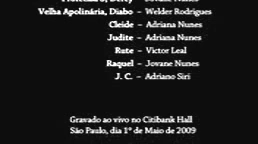 Velha Apolinária, Diabo – Welder Rodrigues
Cleide – Adriana Nunes
Judite – Adriana Nunes
Rute – Victor Leal
Raquel – Jovane Nunes
J. C. – Adriano Siri
Gravado ao vivo no Citibank Hall
São Paulo, dia 1º de Maio de 2009